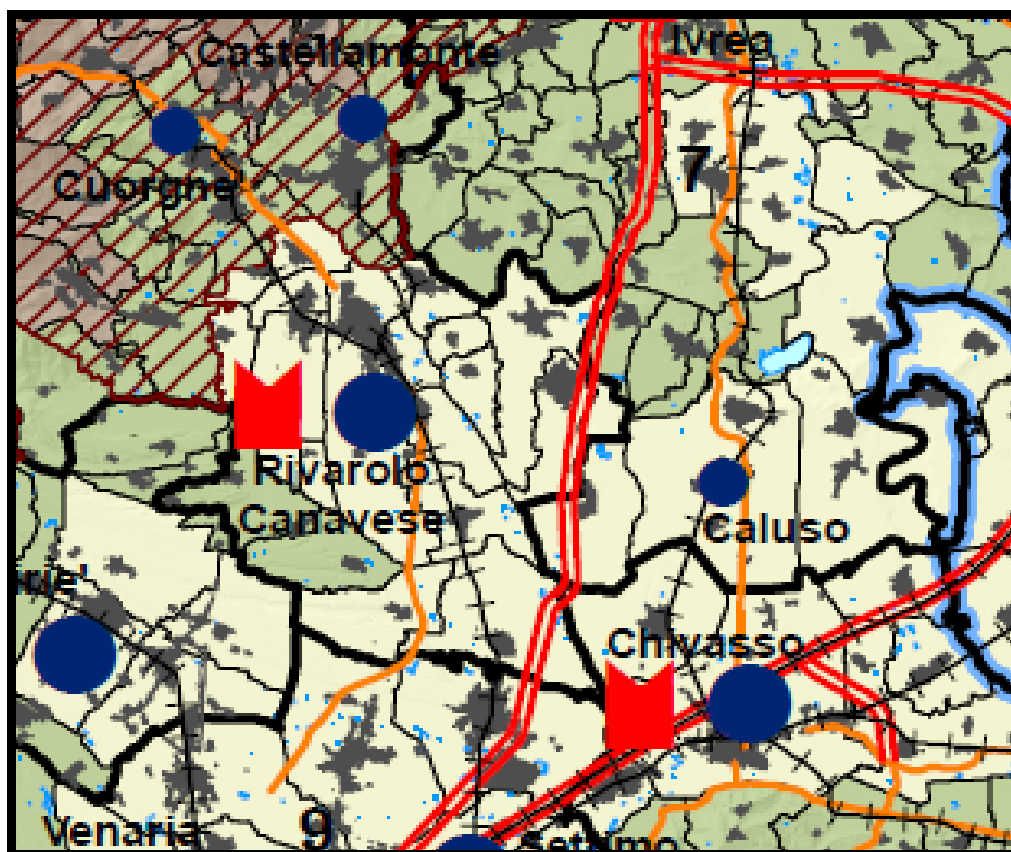 Ivrea
Castellamonte
7
Cuorgne'
Rivarolo
Canavese
Caluso
Chivasso
Venaria
9